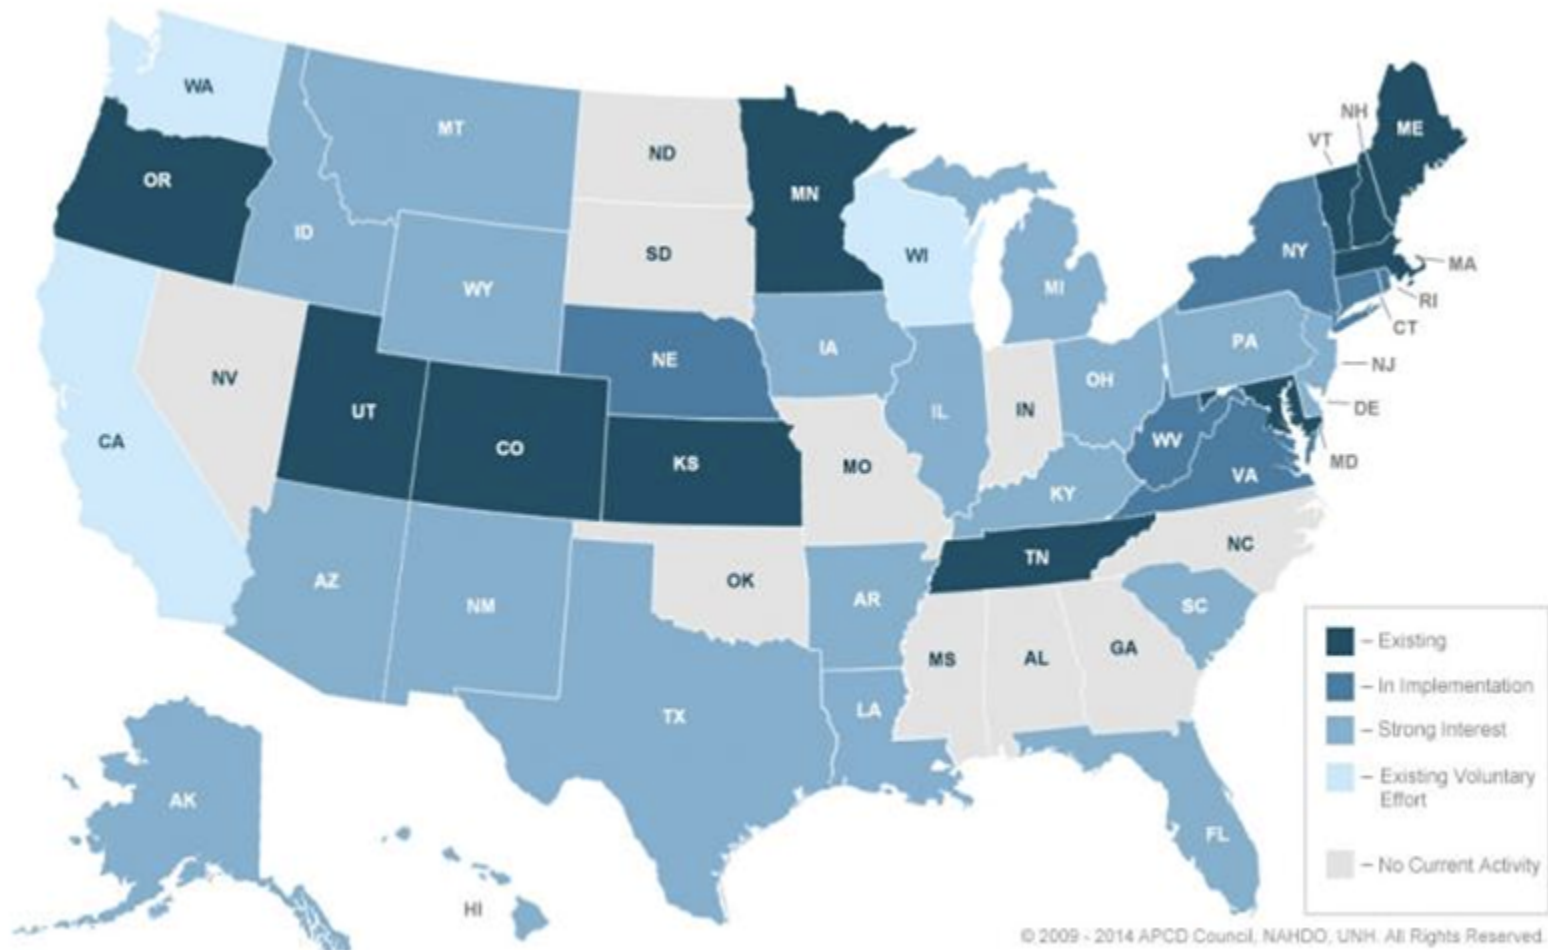 WA
MT
ND
MN
NH
ME
VT
OR
ID
SD
WI
NY
MA
WY
MI
RI
CT
NV
NE
IA
PA
NJ
UT
CO
KS
IL
IN
OH
DE
CA
MO
WV
MD
KY
VA
AZ
NM
OK
AR
TN
NC
SC
MS
AL
GA
TX
LA
AK
FL
HI
– Existing
– In Implementation
– Strong Interest
– Existing Voluntary
Effort
– No Current Activity
© 2009 - 2014 APCD Council, NAHDO, UNH. All Rights Reserved.